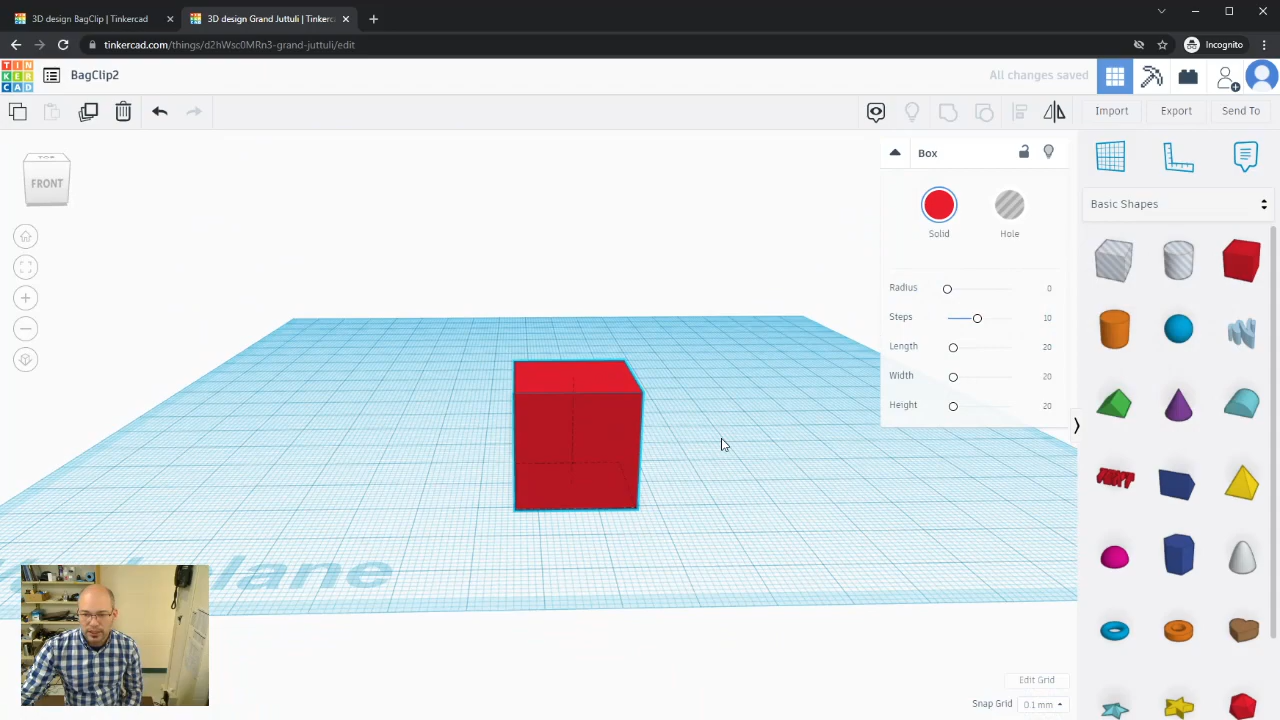 3D design BagClip | Tinkercad
3D design Grand Juttuli | Tinkerc
tinkercad.com/things/d2hWsc0MRn3-grand-juttuli/edit
Incognito
TIN
KER
CAD
BagClip2
All changes saved
Import
Export
Send To
TOP
FRONT
Box
Solid
Hole
Radius 0
Steps 10
Length 20
Width 20
Height 20
Basic Shapes
Edit Grid
Snap Grid 0.1 mm